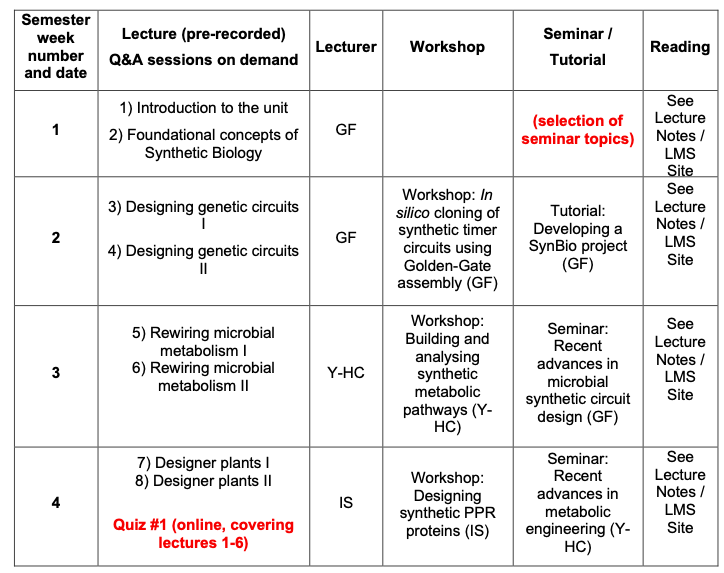 Semester
week
number
and date
Lecture (pre-recorded)
Q&A sessions on demand
Lecturer
Workshop
Seminar /
Tutorial
Reading
1
1) Introduction to the unit
2) Foundational concepts of
Synthetic Biology
GF
(selection of
seminar topics)
See
Lecture
Notes /
LMS
Site
2
3) Designing genetic circuits
I
4) Designing genetic circuits
II
GF
Workshop: In
silico cloning of
synthetic timer
circuits using
Golden-Gate
assembly (GF)
Tutorial:
Developing a
SynBio project
(GF)
See
Lecture
Notes /
LMS
Site
3
5) Rewiring microbial
metabolism I
6) Rewiring microbial
metabolism II
Y-HC
Workshop:
Building and
analysing
synthetic
metabolic
pathways (Y-
HC)
Seminar:
Recent
advances in
microbial
synthetic circuit
design (GF)
See
Lecture
Notes /
LMS
Site
4
7) Designer plants I
8) Designer plants II
Quiz #1 (online, covering
lectures 1-6)
IS
Workshop:
Designing
synthetic PPR
proteins (IS)
Seminar:
Recent
advances in
metabolic
engineering (Y-
HC)
See
Lecture
Notes /
LMS
Site